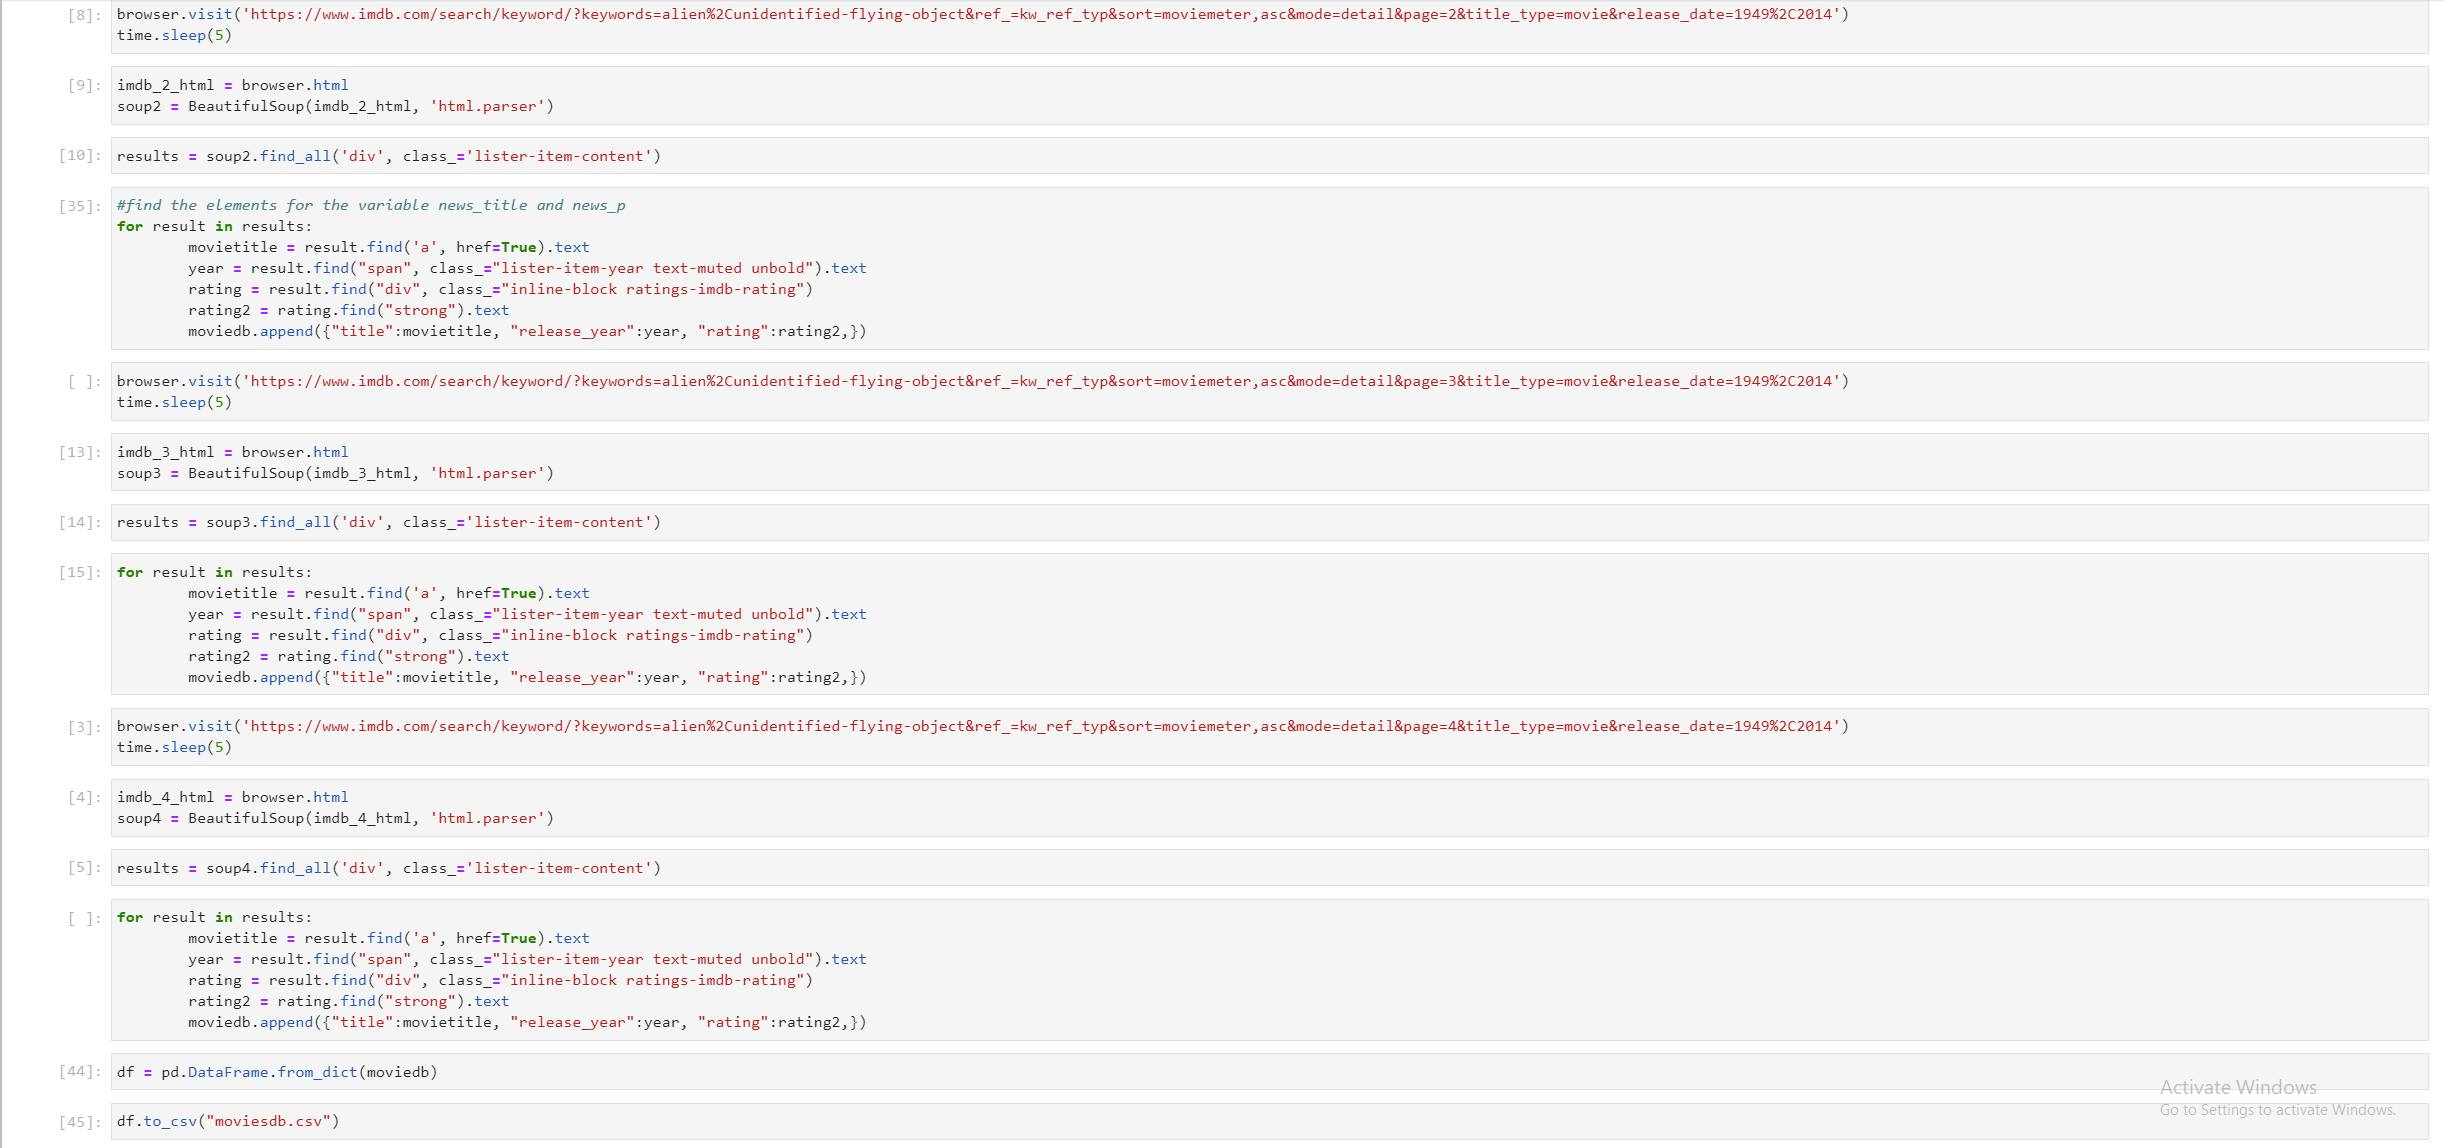 [8]: browser.visit('https://www.imdb.com/search/keyword/?keywords=alien%2Cunidentified-flying-object&ref_=kw_ref_typ&sort=moviemeter,asc&mode=detail&page=2&title_type=movie&release_date=1949%2C2014')
time.sleep(5)
[9]: imdb_2_html = browser.html
soup2 = BeautifulSoup(imdb_2_html, 'html.parser')
[10]: results = soup2.find_all('div', class_='lister-item-content')
[35]: #find the elements for the variable news_title and news_p
for result in results:
movietitle = result.find('a', href=True).text
year = result.find("span", class_="lister-item-year text-muted unbold").text
rating = result.find("div", class_="inline-block ratings-imdb-rating")
rating2 = rating.find("strong").text
moviedb.append({"title":movietitle, "release_year":year, "rating":rating2,})
[ ]: browser.visit('https://www.imdb.com/search/keyword/?keywords=alien%2Cunidentified-flying-object&ref_=kw_ref_typ&sort=moviemeter,asc&mode=detail&page=3&title_type=movie&release_date=1949%2C2014')
time.sleep(5)
[13]: imdb_3_html = browser.html
soup3 = BeautifulSoup(imdb_3_html, 'html.parser')
[14]: results = soup3.find_all('div', class_='lister-item-content')
[15]: for result in results:
movietitle = result.find('a', href=True).text
year = result.find("span", class_="lister-item-year text-muted unbold").text
rating = result.find("div", class_="inline-block ratings-imdb-rating")
rating2 = rating.find("strong").text
moviedb.append({"title":movietitle, "release_year":year, "rating":rating2,})
[3]: browser.visit('https://www.imdb.com/search/keyword/?keywords=alien%2Cunidentified-flying-object&ref_=kw_ref_typ&sort=moviemeter,asc&mode=detail&page=4&title_type=movie&release_date=1949%2C2014')
time.sleep(5)
[4]: imdb_4_html = browser.html
soup4 = BeautifulSoup(imdb_4_html, 'html.parser')
[5]: results = soup4.find_all('div', class_='lister-item-content')
[ ]: for result in results:
movietitle = result.find('a', href=True).text
year = result.find("span", class_="lister-item-year text-muted unbold").text
rating = result.find("div", class_="inline-block ratings-imdb-rating")
rating2 = rating.find("strong").text
moviedb.append({"title":movietitle, "release_year":year, "rating":rating2,})
[44]: df = pd.DataFrame.from_dict(moviedb)
[45]: df.to_csv("moviesdb.csv")
Activate Windows
Go to Settings to activate Windows.